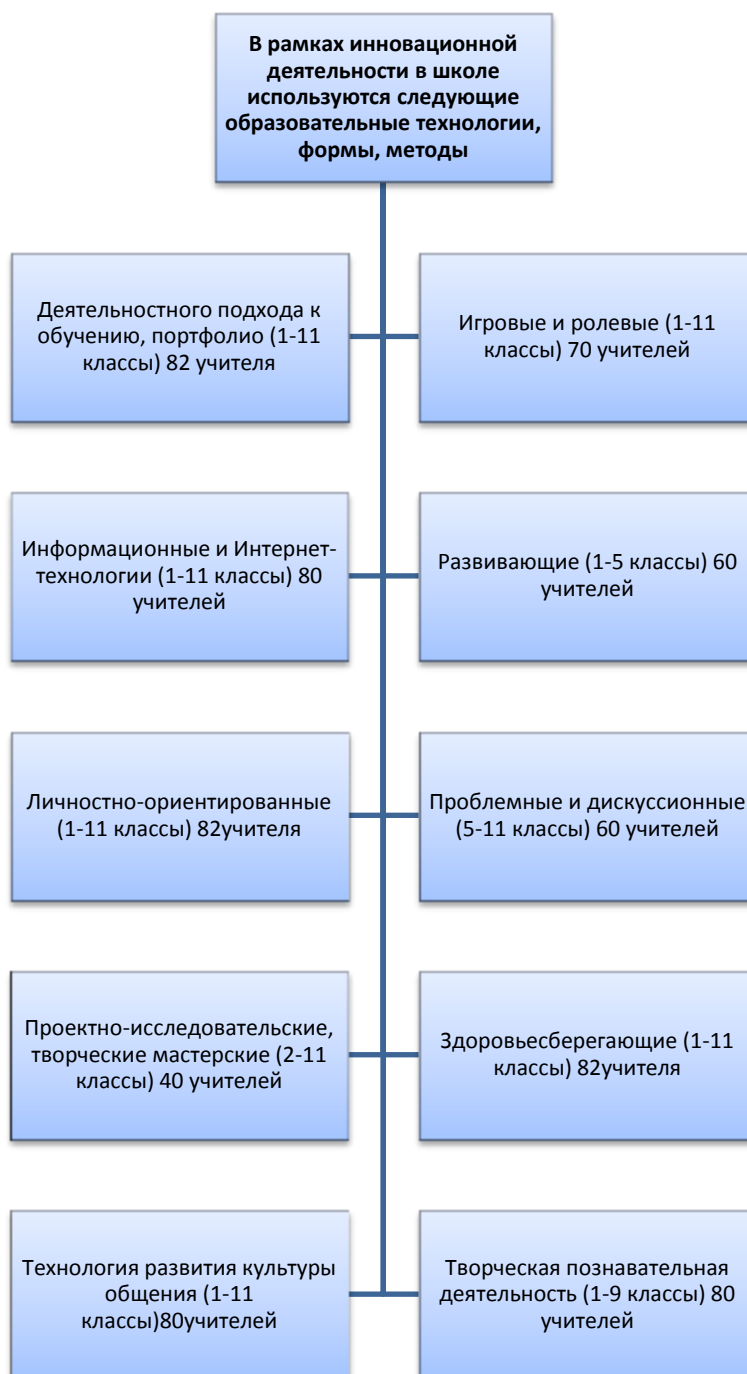 В рамках инновационной
деятельности в школе
используются следующие
образовательные технологии,
формы, методы
Деятельностного подхода к
обучению, портфолио (1-11
классы) 82 учителя
Игровые и ролевые (1-11
классы) 70 учителей
Информационные и Интернет-
технологии (1-11 классы) 80
учителей
Развивающие (1-5 классы) 60
учителей
Личностно-ориентированные
(1-11 классы) 82учителя
Проблемные и дискуссионные
(5-11 классы) 60 учителей
Проектно-исследовательские,
творческие мастерские (2-11
классы) 40 учителей
Здоровьесберегающие (1-11
классы) 82учителя
Технология развития культуры
общения (1-11
классы)80учителей
Творческая познавательная
деятельность (1-9 классы) 80
учителей